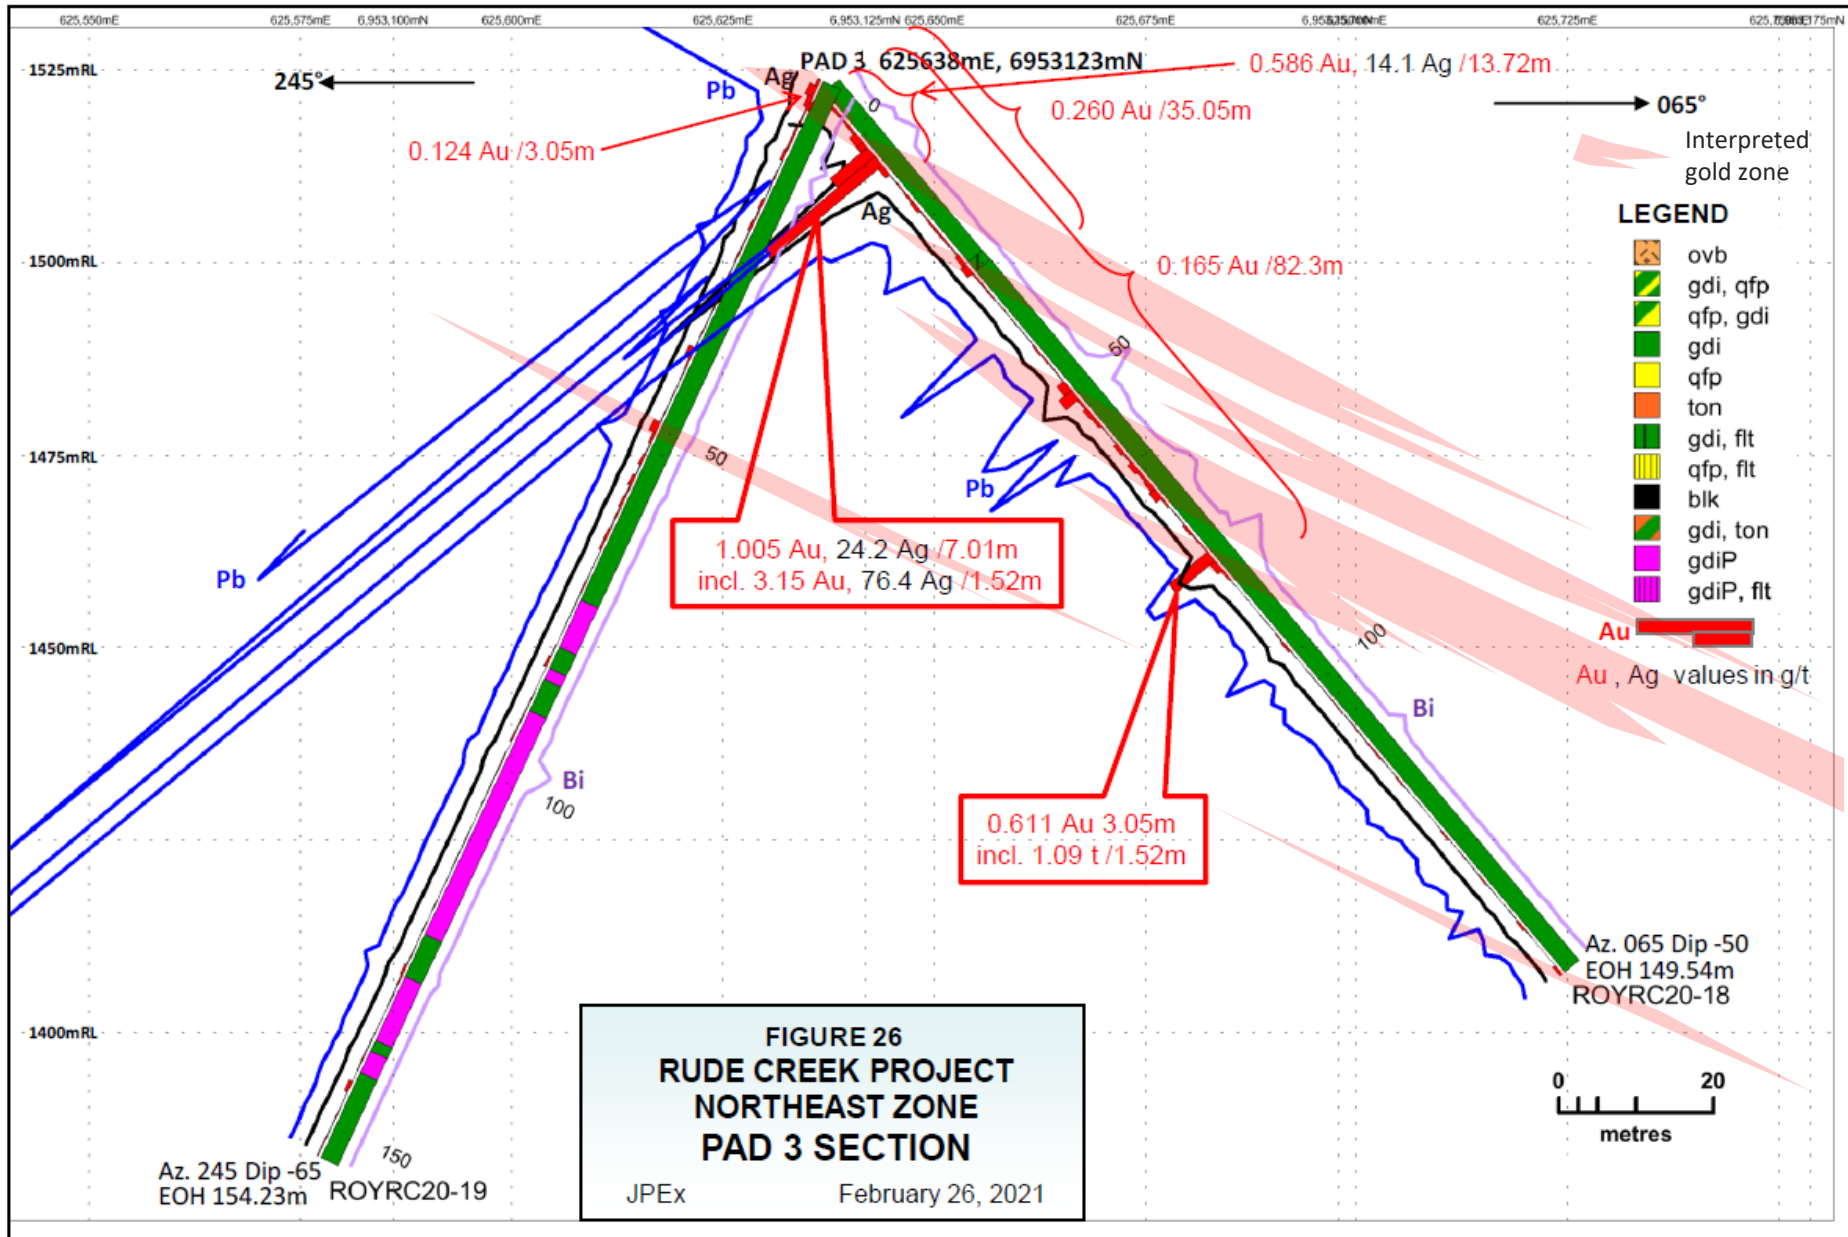 625,550mE
625,575mE
6,953,100mN
625,600mE
625,625mE
6,953,125mN
625,650mE
625,675mE
625,725mE
1525mRL
1500mRL
1475mRL
1450mRL
1400mRL
245°
065°
PAD 3 625638mE, 6953123mN
Ag
Pb
0.124 Au /3.05m
0.586 Au, 14.1 Ag /13.72m
0.260 Au /35.05m
0.165 Au /82.3m
0
50
100
Ag
Pb
Bi
Pb
50
Bi
100
150
1.005 Au, 24.2 Ag /7.01m
incl. 3.15 Au, 76.4 Ag /1.52m
0.611 Au 3.05m
incl. 1.09 t /1.52m
Interpreted
gold zone
LEGEND
ovb
gdi, qfp
qfp, gdi
gdi
qfp
ton
gdi, flt
qfp, flt
blk
gdi, ton
gdiP
gdiP, flt
Au
Au , Ag values in g/t
Az. 065 Dip -50
EOH 149.54m
ROYRC20-18
Az. 245 Dip -65
EOH 154.23m
ROYRC20-19
0 20
metres
FIGURE 26
RUDE CREEK PROJECT
NORTHEAST ZONE
PAD 3 SECTION
JPEx February 26, 2021